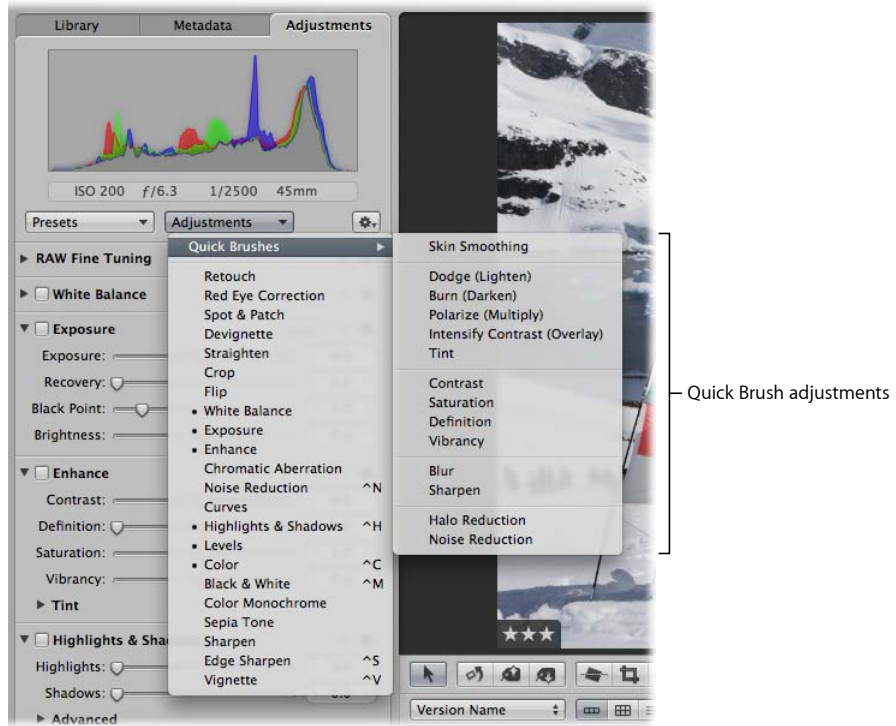 Library Metadata Adjustments
ISO 200 ƒ/6.3 1/2500 45mm
Presets Adjustments
Quick Brushes
Retouch
Red Eye Correction
Spot & Patch
Devignette
Straighten
Crop
Flip
• White Balance
• Exposure
• Enhance
Chromatic Aberration
Noise Reduction ^N
Curves
• Highlights & Shadows ^H
• Levels
• Color ^C
Black & White ^M
Color Monochrome
Sepia Tone
Sharpen
Edge Sharpen ^S
Vignette ^V
Skin Smoothing
Dodge (Lighten)
Burn (Darken)
Polarize (Multiply)
Intensify Contrast (Overlay)
Tint
Contrast
Saturation
Definition
Vibrancy
Blur
Sharpen
Halo Reduction
Noise Reduction
Quick Brush adjustments
RAW Fine Tuning
White Balance
Exposure
Exposure:
Recovery:
Black Point:
Brightness:
Enhance
Contrast:
Definition:
Saturation:
Vibrancy:
Tint
Highlights & Sha
Highlights:
Shadows:
Advanced
Version Name